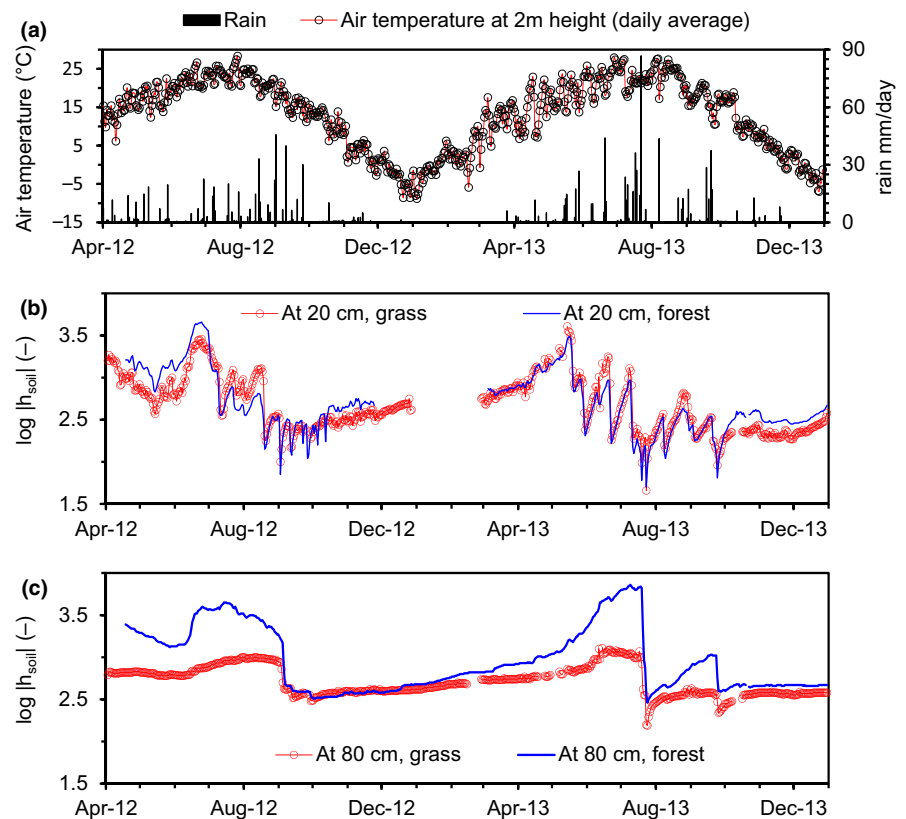 Rain Air temperature at 2m height (daily average)
(a)
Air temperature (°C)
25
15
5
−5
−15
90
60
30
0
rain mm/day
Apr-12 Aug-12 Dec-12 Apr-13 Aug-13 Dec-13
(b)
At 20 cm, grass At 20 cm, forest
log |hsoil| (−)
3.5
2.5
1.5
Apr-12 Aug-12 Dec-12 Apr-13 Aug-13 Dec-13
(c)
log |hsoil| (−)
3.5
2.5
1.5
At 80 cm, grass At 80 cm, forest
Apr-12 Aug-12 Dec-12 Apr-13 Aug-13 Dec-13